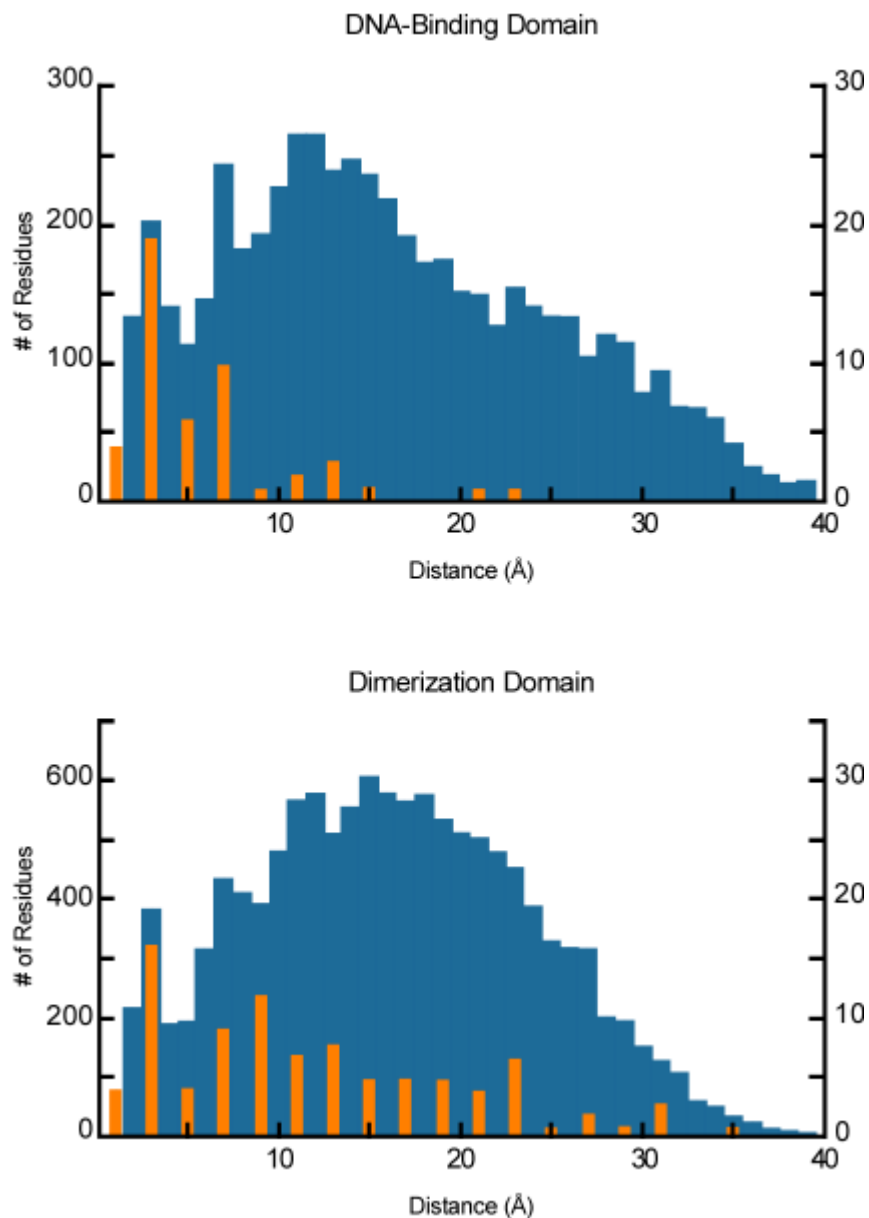 DNA-Binding Domain
300 30
200 20
# of Residues
100 10
0 0
10 20 30 40
Distance (Å)
Dimerization Domain
600 30
400 20
# of Residues
200 10
0 0
10 20 30 40
Distance (Å)